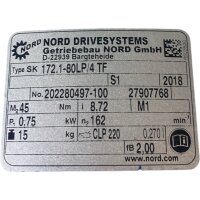 NORD NORD DRIVESYSTEMS
Getriebebau NORD GmbH
D-22939 Bargteheide
Type SK 172.1-80LP/4 TF
S1 2018
No. 202280497-100 27907768
M2 45 Nm i 8.72 M1
P1 0,75 kW n2 162 min-1
15 kg CLP 220 0.270 l
fB 2,00
www.nord.com